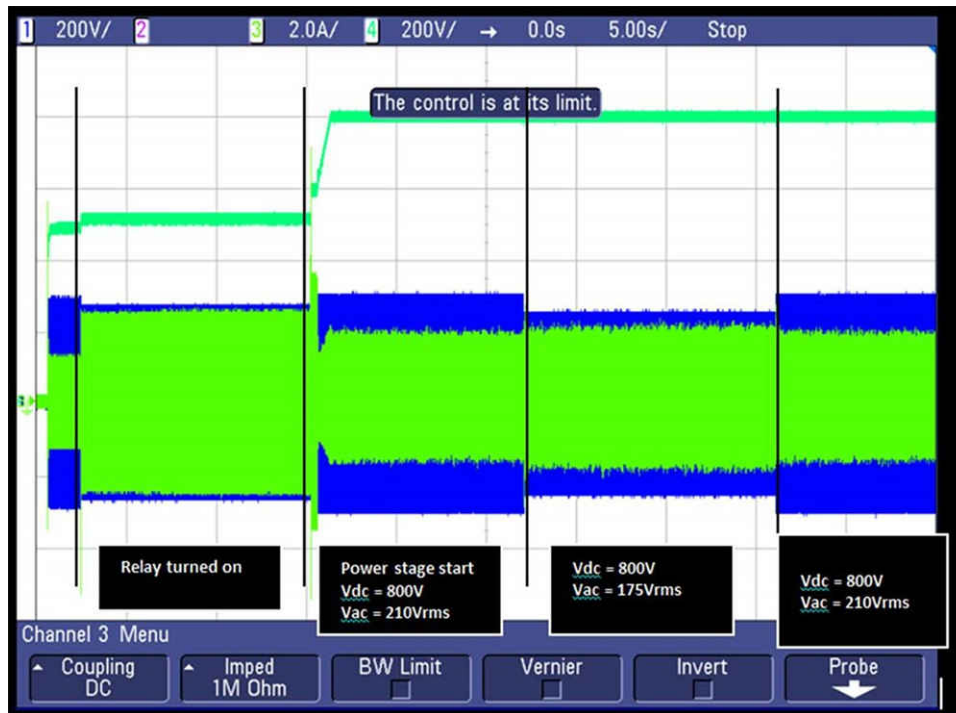 1 200V/ 2 3 2.0A/ 4 200V/ → 0.0s 5.00s/ Stop
The control is at its limit.
Relay turned on
Power stage start
Vdc = 800V
Vac = 210Vrms
Vdc = 800V
Vac = 175Vrms
Vdc = 800V
Vac = 210Vrms
Channel 3 Menu
Coupling
DC
Imped
1M Ohm
BW Limit
Vernier
Invert
Probe